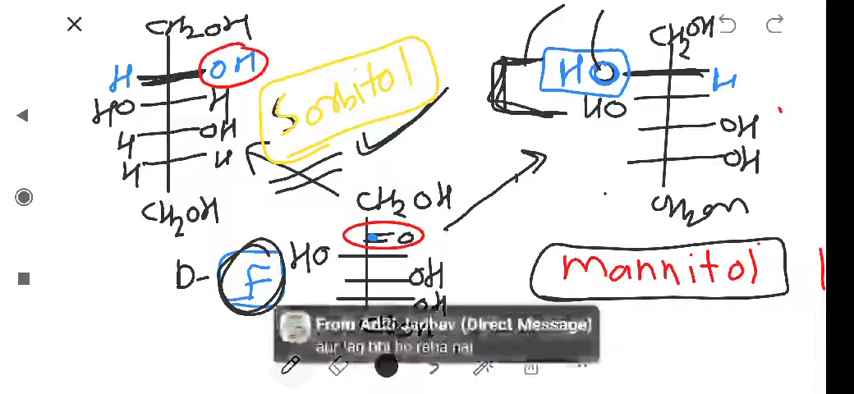 CH2OH
H OH
HO H
H OH
H H
CH2OH
Sorbitol
CH2OH
HO H
HO
OH
OH
CH2OH
=O
HO
OH
OH
D- F
mannitol
From Aditi Jadhav (Direct Message)
aur lag bhi ho raha hai